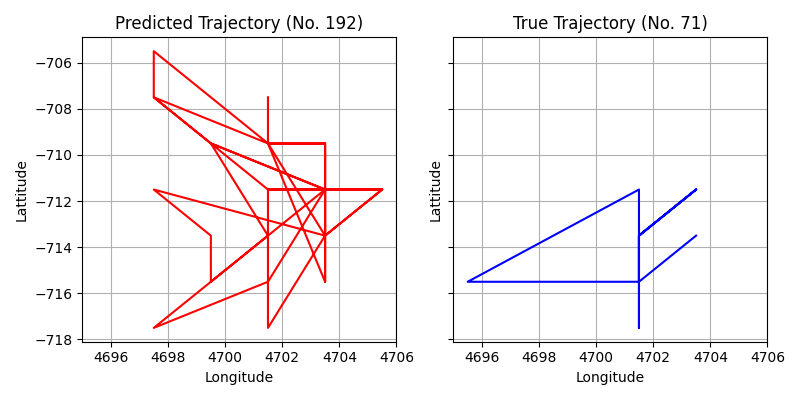 Predicted Trajectory (No. 192)
True Trajectory (No. 71)
Lattitude
−706
−708
−710
−712
−714
−716
−718
4696 4698 4700 4702 4704 4706
Longitude
Lattitude
4696 4698 4700 4702 4704 4706
Longitude